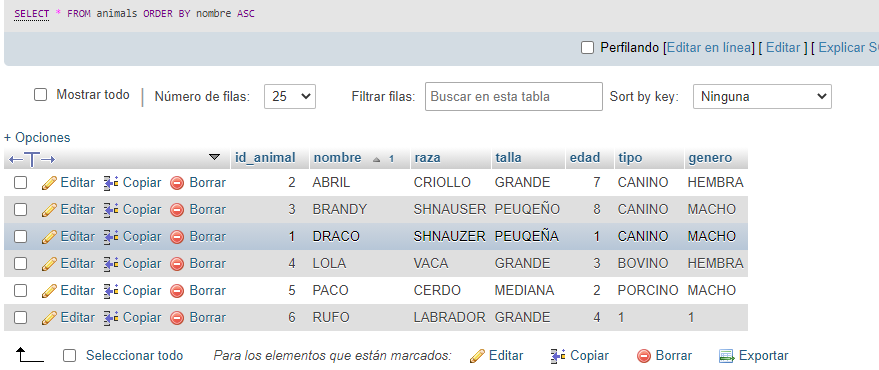 SELECT * FROM animals ORDER BY nombre ASC
Perfilando [Editar en línea] [ Editar ] [ Explicar S
Mostrar todo | Número de filas: 25 Filtrar filas: Buscar en esta tabla Sort by key: Ninguna
+ Opciones
id_animal nombre 1 raza talla edad tipo genero
Editar Copiar Borrar 2 ABRIL CRIOLLO GRANDE 7 CANINO HEMBRA
Editar Copiar Borrar 3 BRANDY SHNAUSER PEUQEÑO 8 CANINO MACHO
Editar Copiar Borrar 1 DRACO SHNAUZER PEUQEÑA 1 CANINO MACHO
Editar Copiar Borrar 4 LOLA VACA GRANDE 3 BOVINO HEMBRA
Editar Copiar Borrar 5 PACO CERDO MEDIANA 2 PORCINO MACHO
Editar Copiar Borrar 6 RUFO LABRADOR GRANDE 4 1 1
Seleccionar todo Para los elementos que están marcados: Editar Copiar Borrar Exportar